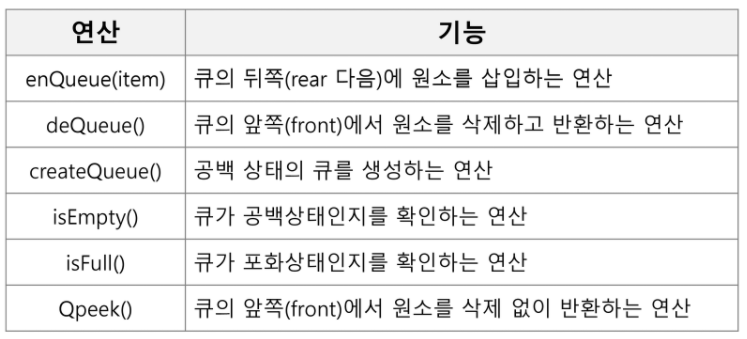 연산 기능
enQueue(item) 큐의 뒤쪽(rear 다음)에 원소를 삽입하는 연산
deQueue() 큐의 앞쪽(front)에서 원소를 삭제하고 반환하는 연산
createQueue() 공백 상태의 큐를 생성하는 연산
isEmpty() 큐가 공백상태인지를 확인하는 연산
isFull() 큐가 포화상태인지를 확인하는 연산
Qpeek() 큐의 앞쪽(front)에서 원소를 삭제 없이 반환하는 연산